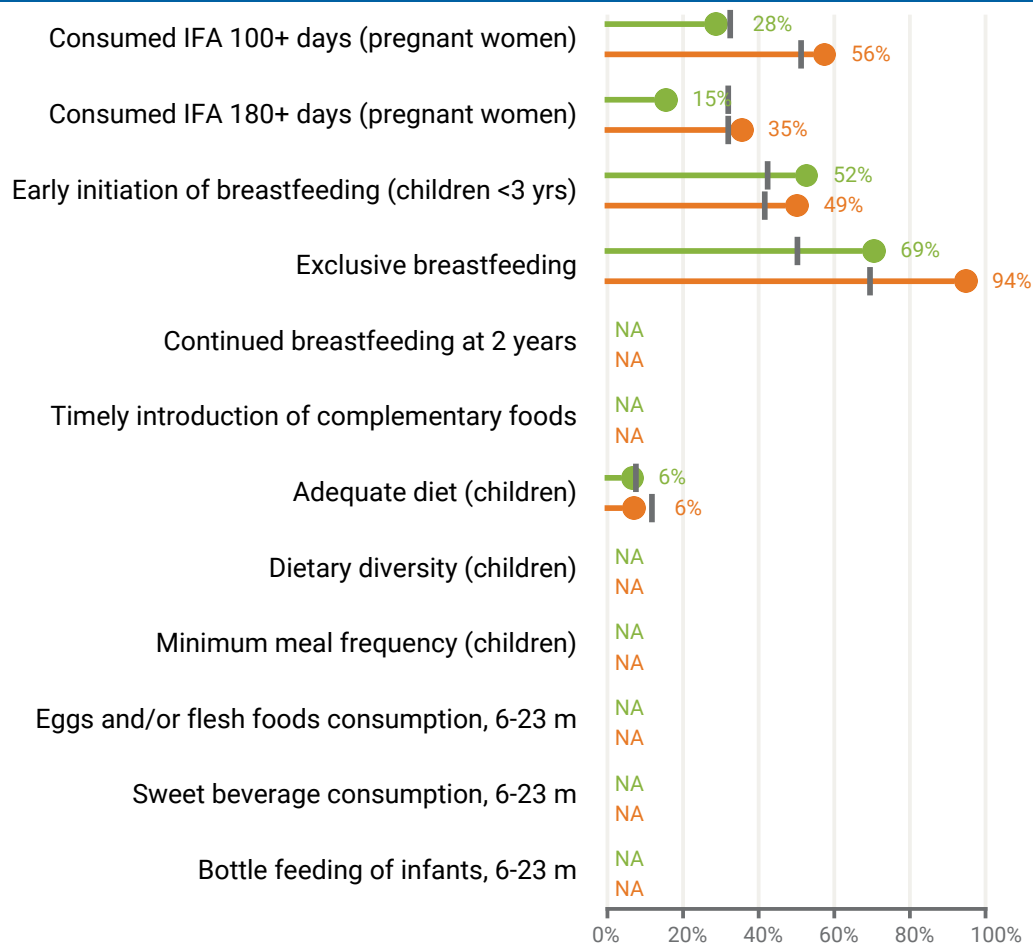 Consumed IFA 100+ days (pregnant women)
28%
56%
Consumed IFA 180+ days (pregnant women)
15%
35%
Early initiation of breastfeeding (children <3 yrs)
52%
49%
Exclusive breastfeeding
69%
94%
Continued breastfeeding at 2 years
NA
NA
Timely introduction of complementary foods
NA
NA
Adequate diet (children)
6%
6%
Dietary diversity (children)
NA
NA
Minimum meal frequency (children)
NA
NA
Eggs and/or flesh foods consumption, 6-23 m
NA
NA
Sweet beverage consumption, 6-23 m
NA
NA
Bottle feeding of infants, 6-23 m
NA
NA
0% 20% 40% 60% 80% 100%